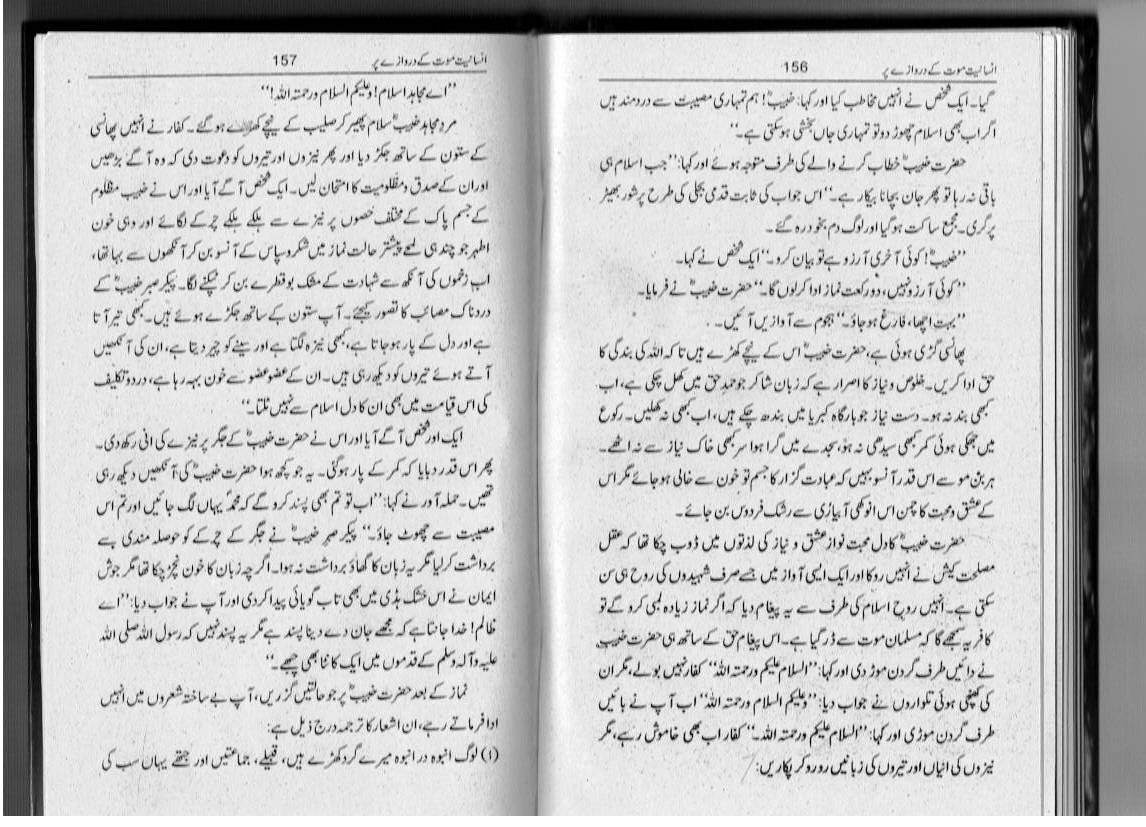 انسانیت موت کے دروازے پر 156
گیا۔ ایک شخص نے انہیں مخاطب کیا اور کہا: خبیبؓ! ہم تمہاری مصیبت سے دردمند ہیں
اگر اب بھی اسلام چھوڑ دو تو تمہاری جاں بخشی ہو سکتی ہے۔"
حضرت خبیبؓ خطاب کرنے والے کی طرف متوجہ ہوئے اور کہا: "جب اسلام ہی
باقی نہ رہا تو پھر جان بچانا بیکار ہے۔" اس جواب کی ثابت قدمی بجلی کی طرح پرشور بھیڑ
پر گری۔ مجمع ساکت ہو گیا اور لوگ دم بخود رہ گئے۔
"خبیبؓ! کوئی آخری آرزو ہے تو بیان کرو۔" ایک شخص نے کہا۔
"کوئی آرزو نہیں، دو رکعت نماز ادا کر لوں گا۔" حضرت خبیبؓ نے فرمایا۔
"بہت اچھا، فارغ ہو جاؤ۔" ہجوم سے آوازیں آئیں۔
پھانسی گڑی ہوئی ہے، حضرت خبیبؓ اس کے نیچے کھڑے ہیں تاکہ اللہ کی بندگی کا
حق ادا کریں۔ خلوص و نیاز کا اصرار ہے کہ زبان شاکر جو حمد حق میں کھل چکی ہے، اب
کبھی بند نہ ہو۔ دست نیاز جو بارگاہ کبریا میں بندھ چکے ہیں، اب کبھی نہ کھلیں۔ رکوع
میں جھکی ہوئی کمر کبھی سیدھی نہ ہو، سجدے میں گرا ہوا سر کبھی خاک نیاز سے نہ اٹھے۔
ہر بن مو سے اس قدر آنسو بہیں کہ عبادت گزار کا جسم تو خون سے خالی ہو جائے مگر اس
کے عشق و محبت کا چمن اس انوکھی آبیاری سے رشک فردوس بن جائے۔
حضرت خبیبؓ کا دل محبت نواز عشق و نیاز کی لذتوں میں ڈوب چکا تھا کہ عقل
مصلحت کیش نے انہیں روکا اور ایک ایسی آواز میں جسے صرف شہیدوں کی روح ہی سن
سکتی ہے۔ انہیں روح اسلام کی طرف سے یہ پیغام دیا کہ اگر نماز زیادہ لمبی کرو گے تو
کافر یہ سمجھے گا کہ مسلمان موت سے ڈر گیا ہے۔ اس پیغام حق کے ساتھ ہی حضرت خبیب
نے دائیں طرف گردن موڑ دی اور کہا: "السلام علیکم ورحمتہ اللہ" کفار نہیں بولے، مگر ان
کی کھنچی ہوئی تلواروں نے جواب دیا: "وعلیکم السلام ورحمتہ اللہ" اب آپ نے بائیں
طرف گردن موڑی اور کہا: "السلام علیکم ورحمتہ اللہ۔" کفار اب بھی خاموش رہے، مگر
نیزوں کی انیاں اور تیروں کی زبانیں رو رو کر پکاریں:
انسانیت موت کے دروازے پر 157
"اے مجاہد اسلام! وعلیکم السلام ورحمتہ اللہ!"
مرد مجاہد خبیبؓ سلام پھیر کر صلیب کے نیچے کھڑے ہو گئے۔ کفار نے انہیں پھانسی
کے ستون کے ساتھ جکڑ دیا اور پھر نیزوں اور تیروں کو دعوت دی کہ وہ آگے بڑھیں
اور ان کے صدق و مظلومیت کا امتحان لیں۔ ایک شخص آگے آیا اور اس نے خبیب مظلوم
کے جسم پاک کے مختلف حصوں پر نیزے سے ہلکے ہلکے چرکے لگائے اور وہی خون
اطہر جو چند ہی لمحے پیشتر حالت نماز میں شکر و سپاس کے آنسو بن کر آنکھوں سے بہا تھا،
اب زخموں کی آنکھ سے شہادت کے مشک بو قطرے بن کر ٹپکنے لگا۔ پیکر صبر خبیبؓ کے
دردناک مصائب کا تصور کیجئے۔ آپ ستون کے ساتھ جکڑے ہوئے ہیں۔ کبھی تیر آتا
ہے اور دل کے پار ہو جاتا ہے، کبھی نیزہ لگتا ہے اور سینے کو چیر دیتا ہے، ان کی آنکھیں
آتے ہوئے تیروں کو دیکھ رہی ہیں۔ ان کے عضو عضو سے خون بہہ رہا ہے، درد و تکلیف
کی اس قیامت میں بھی ان کا دل اسلام سے نہیں ٹلتا۔"
ایک اور شخص آگے آیا اور اس نے حضرت خبیبؓ کے جگر پر نیزے کی انی رکھ دی۔
پھر اس قدر دبایا کہ کمر کے پار ہو گئی۔ یہ جو کچھ ہوا حضرت خبیبؓ کی آنکھیں دیکھ رہی
تھیں۔ حملہ آور نے کہا: "اب تو تم بھی پسند کرو گے کہ محمدؐ یہاں لگ جائیں اور تم اس
مصیبت سے چھوٹ جاؤ۔" پیکر صبر خبیبؓ نے جگر کے چرکے کو حوصلہ مندی سے
برداشت کر لیا مگر یہ زبان کا گھاؤ برداشت نہ ہوا۔ اگرچہ زبان کا خون نچڑ چکا تھا مگر جوش
ایمان نے اس خشک ہڈی میں بھی تاب گویائی پیدا کر دی اور آپ نے جواب دیا: "اے
ظالم! خدا جانتا ہے کہ مجھے جان دے دینا پسند ہے مگر یہ پسند نہیں کہ رسول اللہ صلی اللہ
علیہ وآلہ وسلم کے قدموں میں ایک کانٹا بھی چبھے۔"
نماز کے بعد حضرت خبیبؓ پر جو حالتیں گزریں، آپ بے ساختہ شعروں میں انہیں
ادا فرماتے رہے، ان اشعار کا ترجمہ درج ذیل ہے:
(۱) لوگ انبوہ در انبوہ میرے گرد کھڑے ہیں، قبیلے، جماعتیں اور جتھے یہاں سب کی